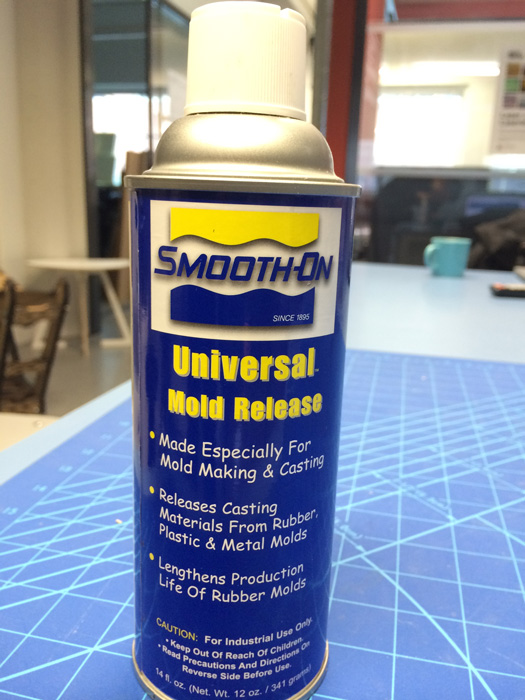 SMOOTH-ON
SINCE 1895
Universal™
Mold Release
• Made Especially For
Mold Making & Casting
• Releases Casting
Materials From Rubber,
Plastic & Metal Molds
• Lengthens Production
Life Of Rubber Molds
CAUTION: For Industrial Use Only.
• Keep Out Of Reach Of Children.
• Read Precautions And Directions On
Reverse Side Before Use.
14 fl. oz. (Net. Wt. 12 oz. / 341 grams)